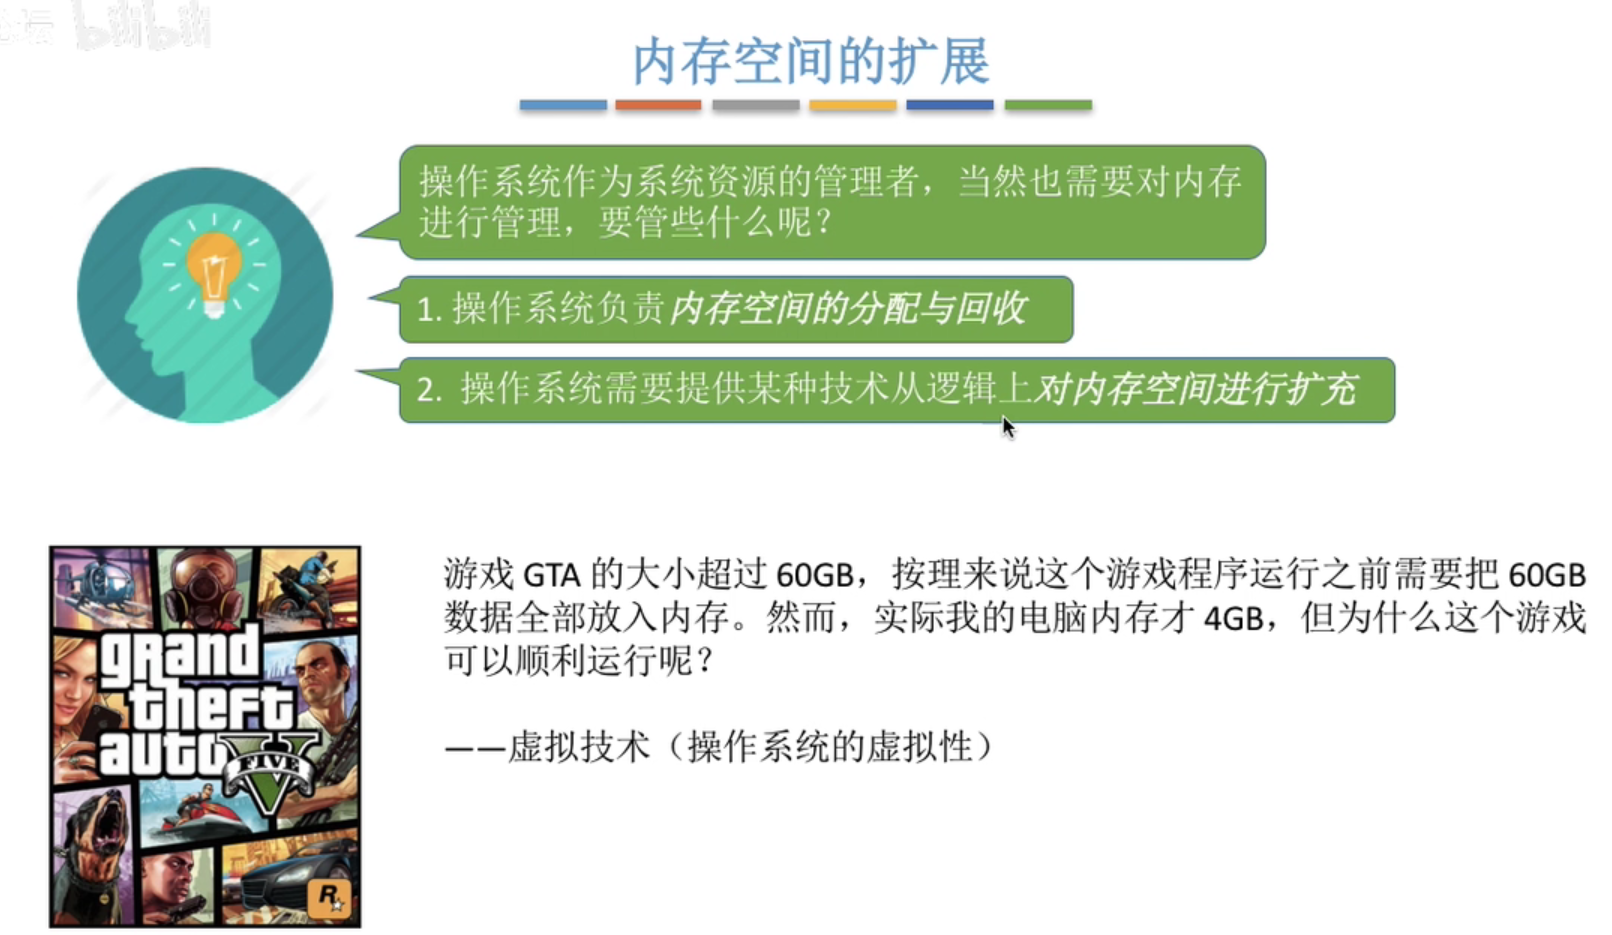 bilibili
内存空间的扩展
操作系统作为系统资源的管理者，当然也需要对内存
进行管理，要管些什么呢？
1. 操作系统负责内存空间的分配与回收
2. 操作系统需要提供某种技术从逻辑上对内存空间进行扩充
游戏 GTA 的大小超过 60GB，按理来说这个游戏程序运行之前需要把 60GB
数据全部放入内存。然而，实际我的电脑内存才 4GB，但为什么这个游戏
可以顺利运行呢？
——虚拟技术（操作系统的虚拟性）
grand
theft
auto
FIVE
V
R